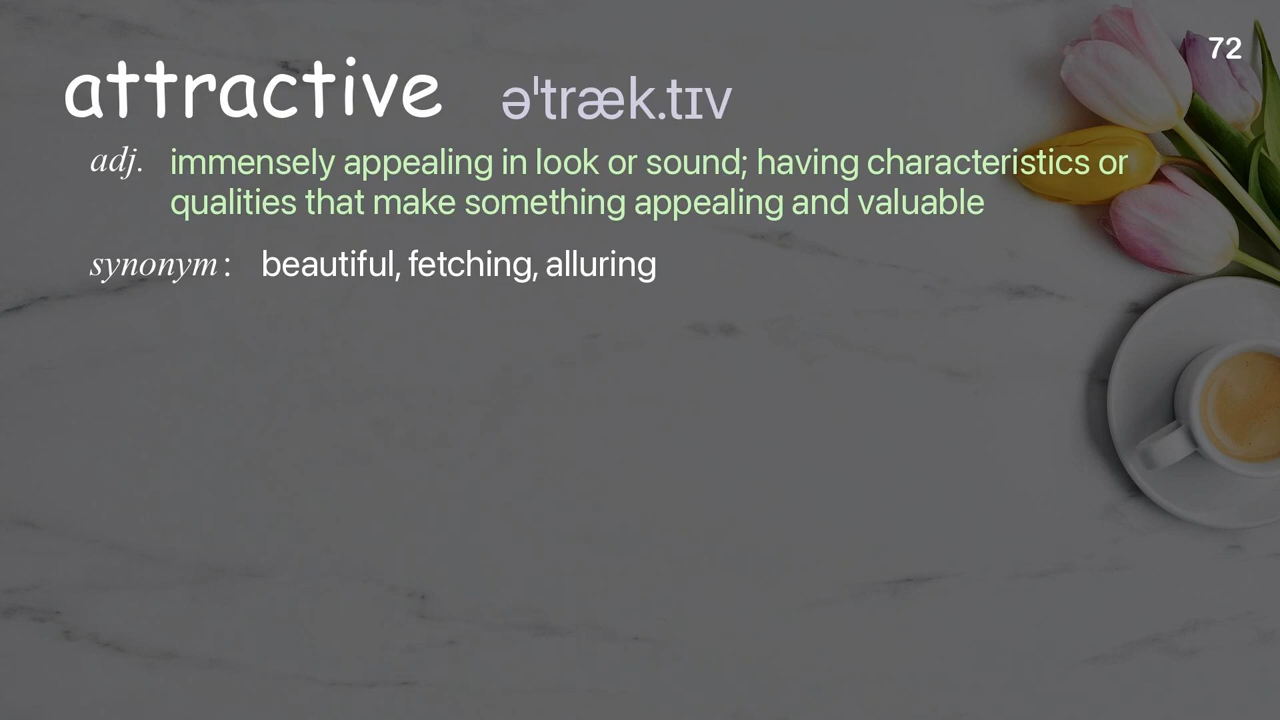 72
attractive əˈtræk.tɪv
adj. immensely appealing in look or sound; having characteristics or
qualities that make something appealing and valuable
synonym : beautiful, fetching, alluring